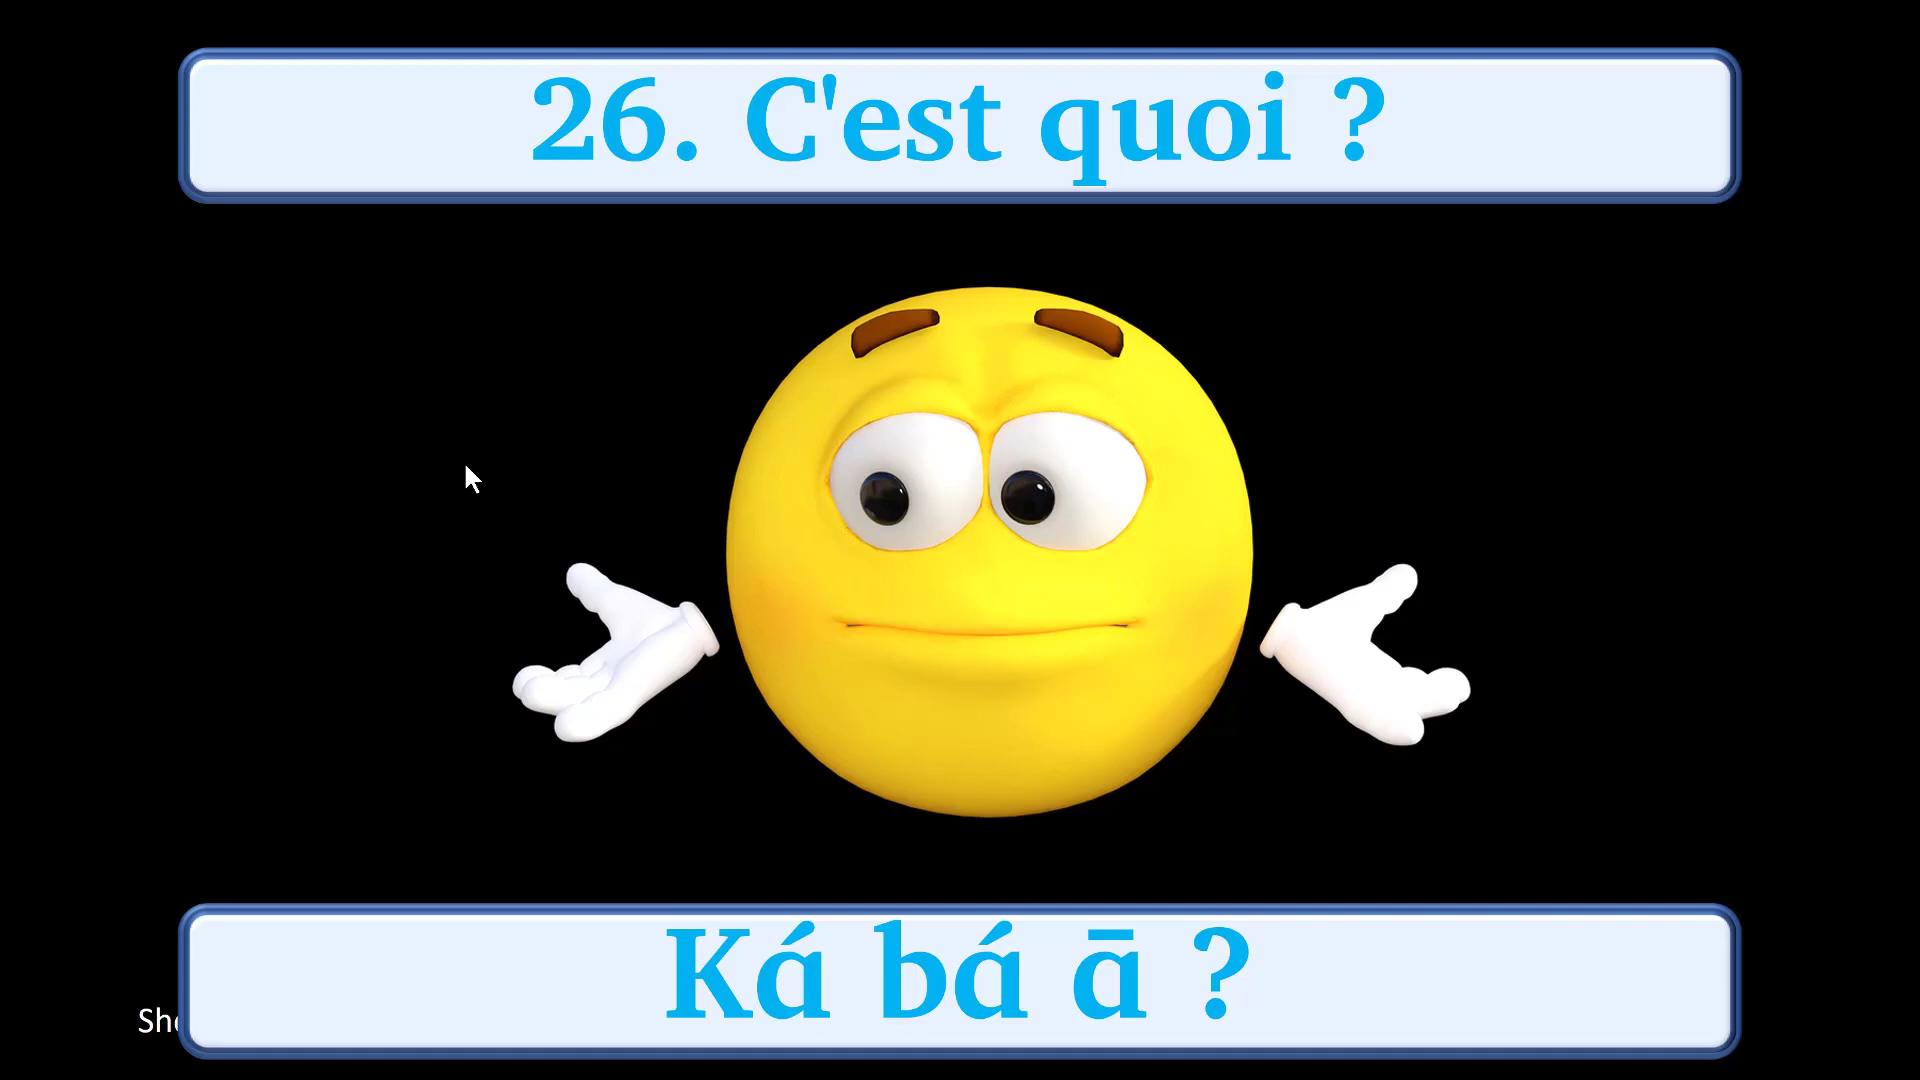 26. C'est quoi ?
Ká bá ā ?